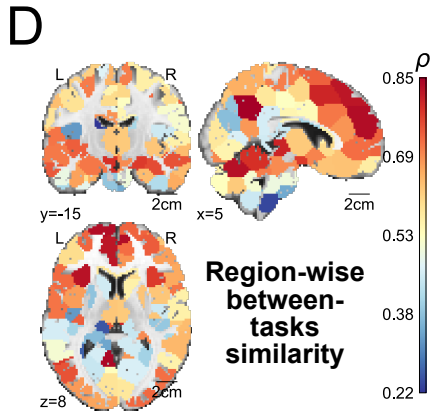 D
ρ
L R
0.85
0.69
y=-15 2cm x=5 2cm
L R
0.53
Region-wise
between-
tasks
similarity
0.38
z=8 2cm
0.22